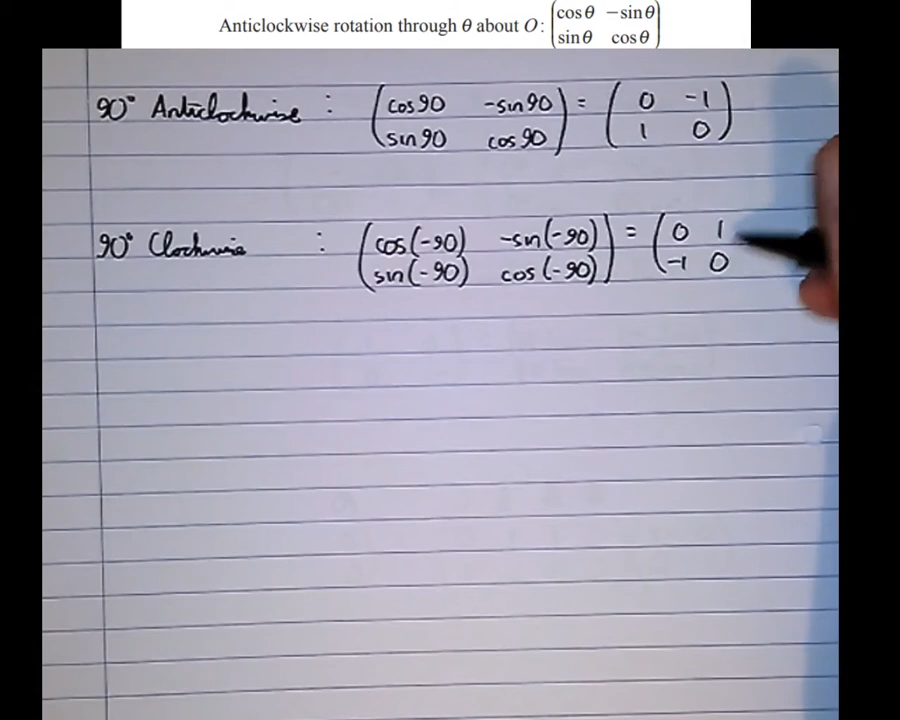 Anticlockwise rotation through θ about O: (cosθ −sinθ
sinθ cosθ)
90° Anticlockwise : (cos90 -sin90) = (0 -1)
(sin90 cos90) (1 0)
90° Clockwise : (cos(-90) -sin(-90)) = (0 1
(sin(-90) cos(-90)) (-1 0